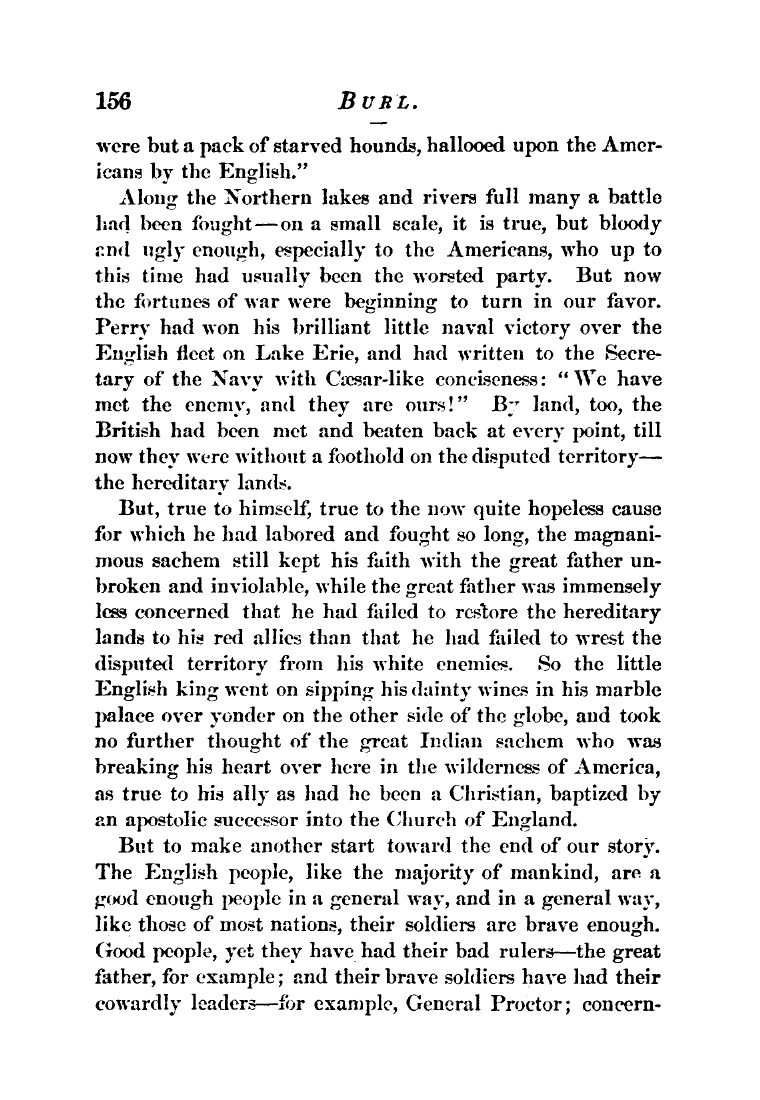 156 BURL.
were but a pack of starved hounds, hallooed upon the Amer-
icans by the English.”
Along the Northern lakes and rivers full many a battle
had been fought—on a small scale, it is true, but bloody
and ugly enough, especially to the Americans, who up to
this time had usually been the worsted party. But now
the fortunes of war were beginning to turn in our favor.
Perry had won his brilliant little naval victory over the
English fleet on Lake Erie, and had written to the Secre-
tary of the Navy with Cæsar-like conciseness: “We have
met the enemy, and they are ours!” By land, too, the
British had been met and beaten back at every point, till
now they were without a foothold on the disputed territory—
the hereditary lands.
But, true to himself, true to the now quite hopeless cause
for which he had labored and fought so long, the magnani-
mous sachem still kept his faith with the great father un-
broken and inviolable, while the great father was immensely
less concerned that he had failed to restore the hereditary
lands to his red allies than that he had failed to wrest the
disputed territory from his white enemies. So the little
English king went on sipping his dainty wines in his marble
palace over yonder on the other side of the globe, and took
no further thought of the great Indian sachem who was
breaking his heart over here in the wilderness of America,
as true to his ally as had he been a Christian, baptized by
an apostolic successor into the Church of England.
But to make another start toward the end of our story.
The English people, like the majority of mankind, are a
good enough people in a general way, and in a general way,
like those of most nations, their soldiers are brave enough.
Good people, yet they have had their bad rulers—the great
father, for example; and their brave soldiers have had their
cowardly leaders—for example, General Proctor; concern-